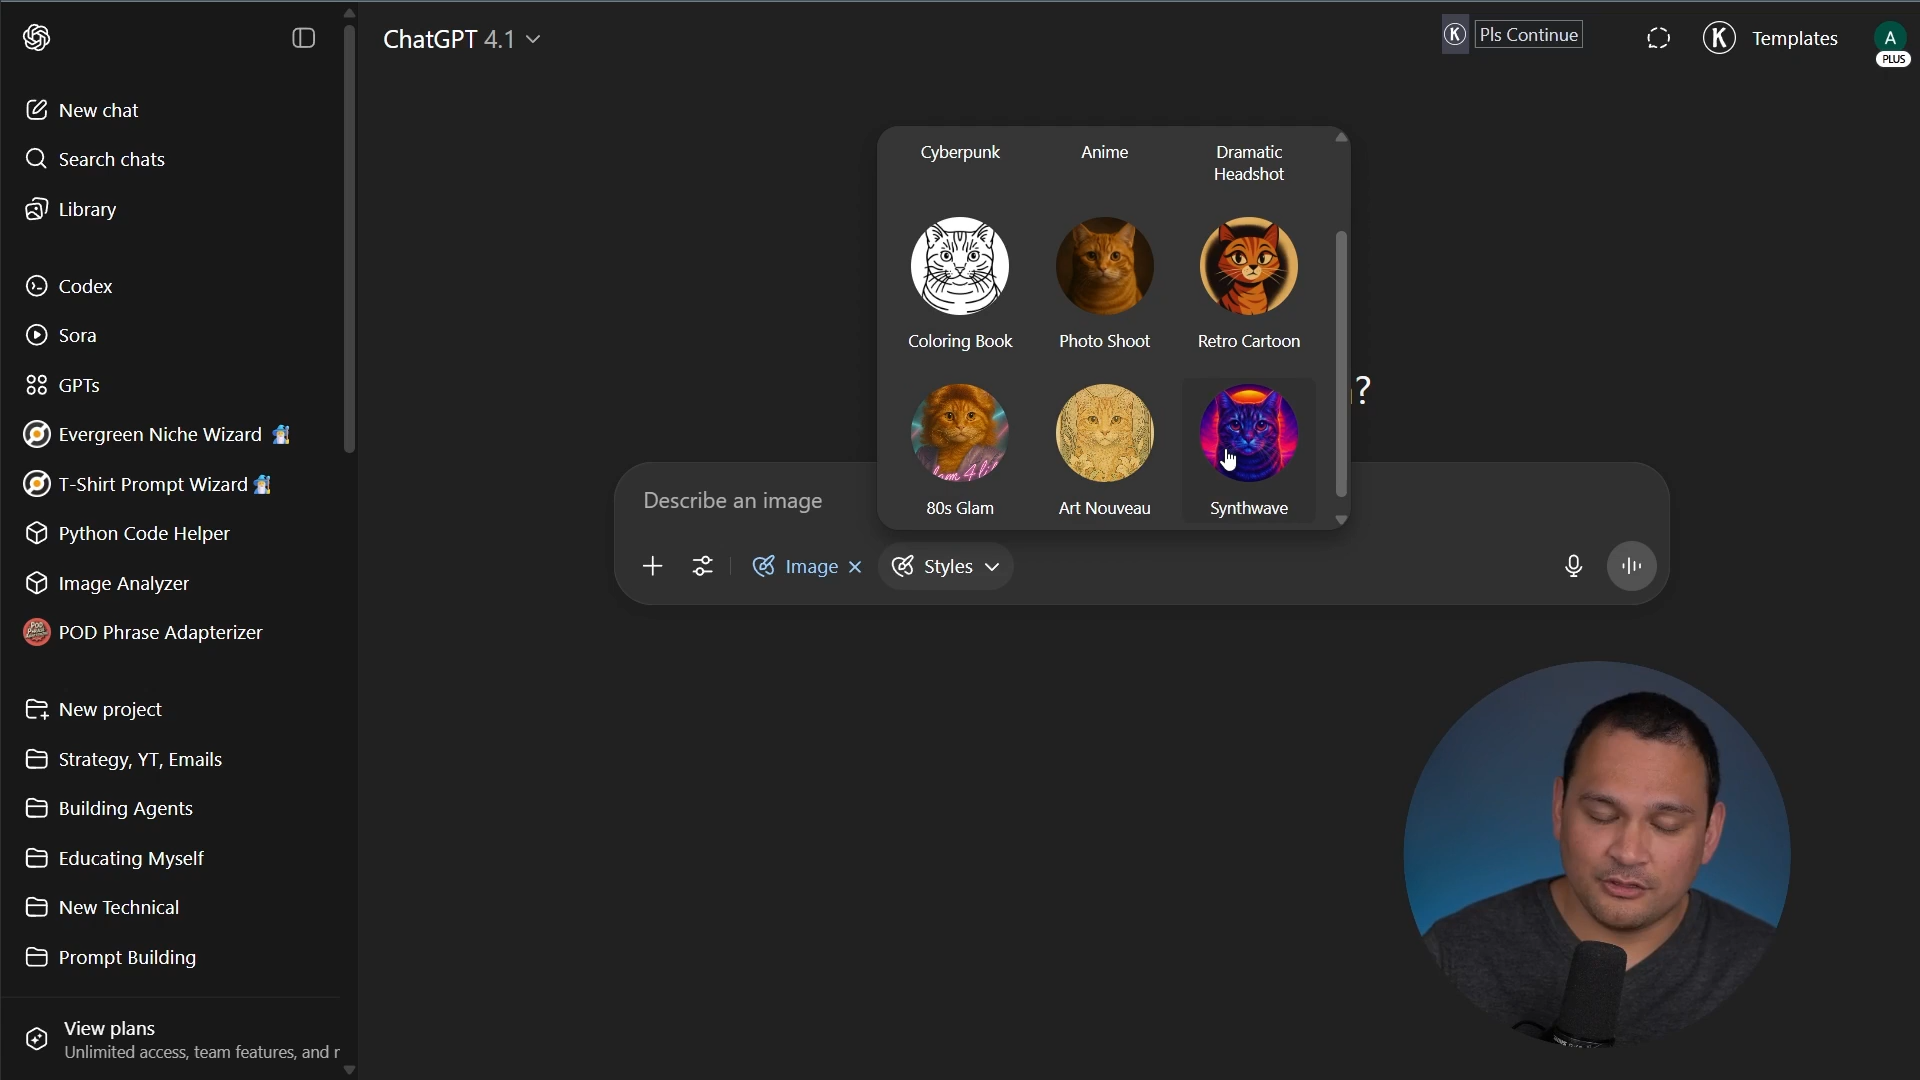 ChatGPT 4.1
K
Pls Continue
K
Templates
A
PLUS
New chat
Search chats
Library
Codex
Sora
GPTs
Evergreen Niche Wizard
T-Shirt Prompt Wizard
Python Code Helper
Image Analyzer
POD Phrase Adapterizer
New project
Strategy, YT, Emails
Building Agents
Educating Myself
New Technical
Prompt Building
View plans
Unlimited access, team features, and r
Cyberpunk
Anime
Dramatic
Headshot
Coloring Book
Photo Shoot
Retro Cartoon
80s Glam
Art Nouveau
Synthwave
?
Describe an image
Image
Styles